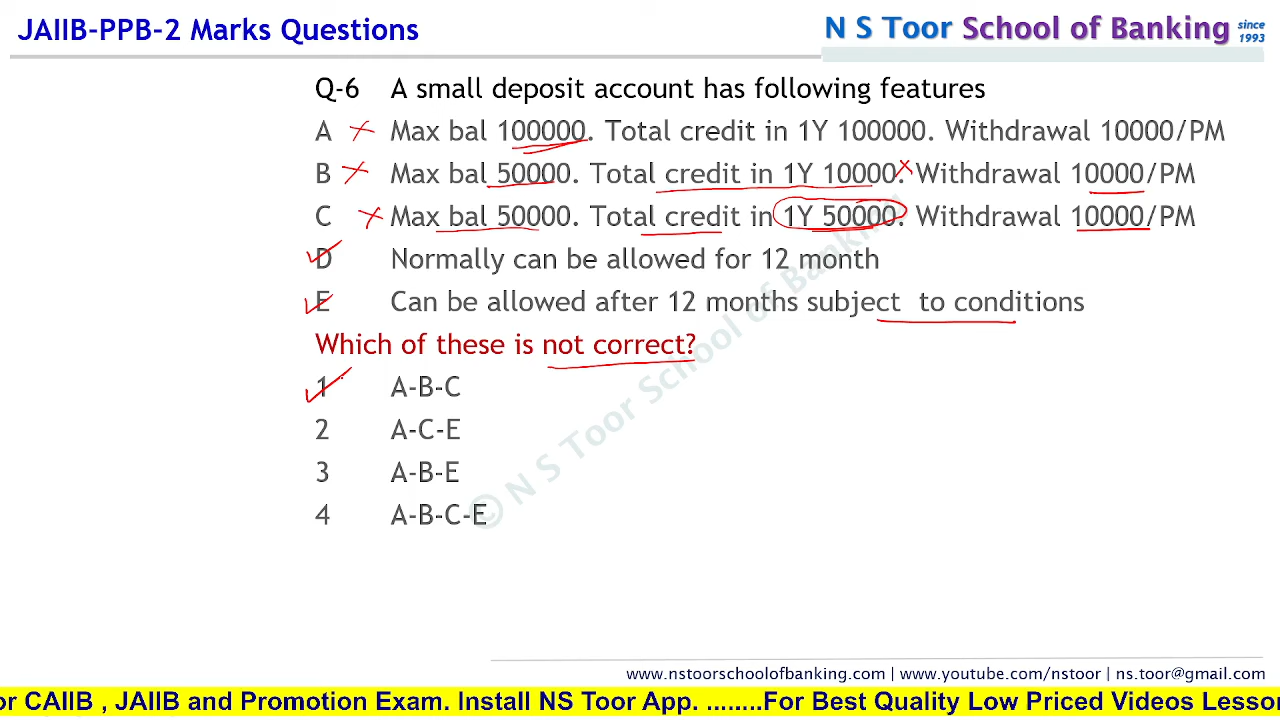 JAIIB-PPB-2 Marks Questions
N S Toor School of Banking since 1993
Q-6 A small deposit account has following features
A Max bal 100000. Total credit in 1Y 100000. Withdrawal 10000/PM
B Max bal 50000. Total credit in 1Y 10000. Withdrawal 10000/PM
C Max bal 50000. Total credit in 1Y 50000. Withdrawal 10000/PM
D Normally can be allowed for 12 month
E Can be allowed after 12 months subject to conditions
Which of these is not correct?
1 A-B-C
2 A-C-E
3 A-B-E
4 A-B-C-E
© N S Toor School of Banking
www.nstoorschoolofbanking.com | www.youtube.com/nstoor | ns.toor@gmail.com
or CAIIB , JAIIB and Promotion Exam. Install NS Toor App. ........For Best Quality Low Priced Videos Lesso